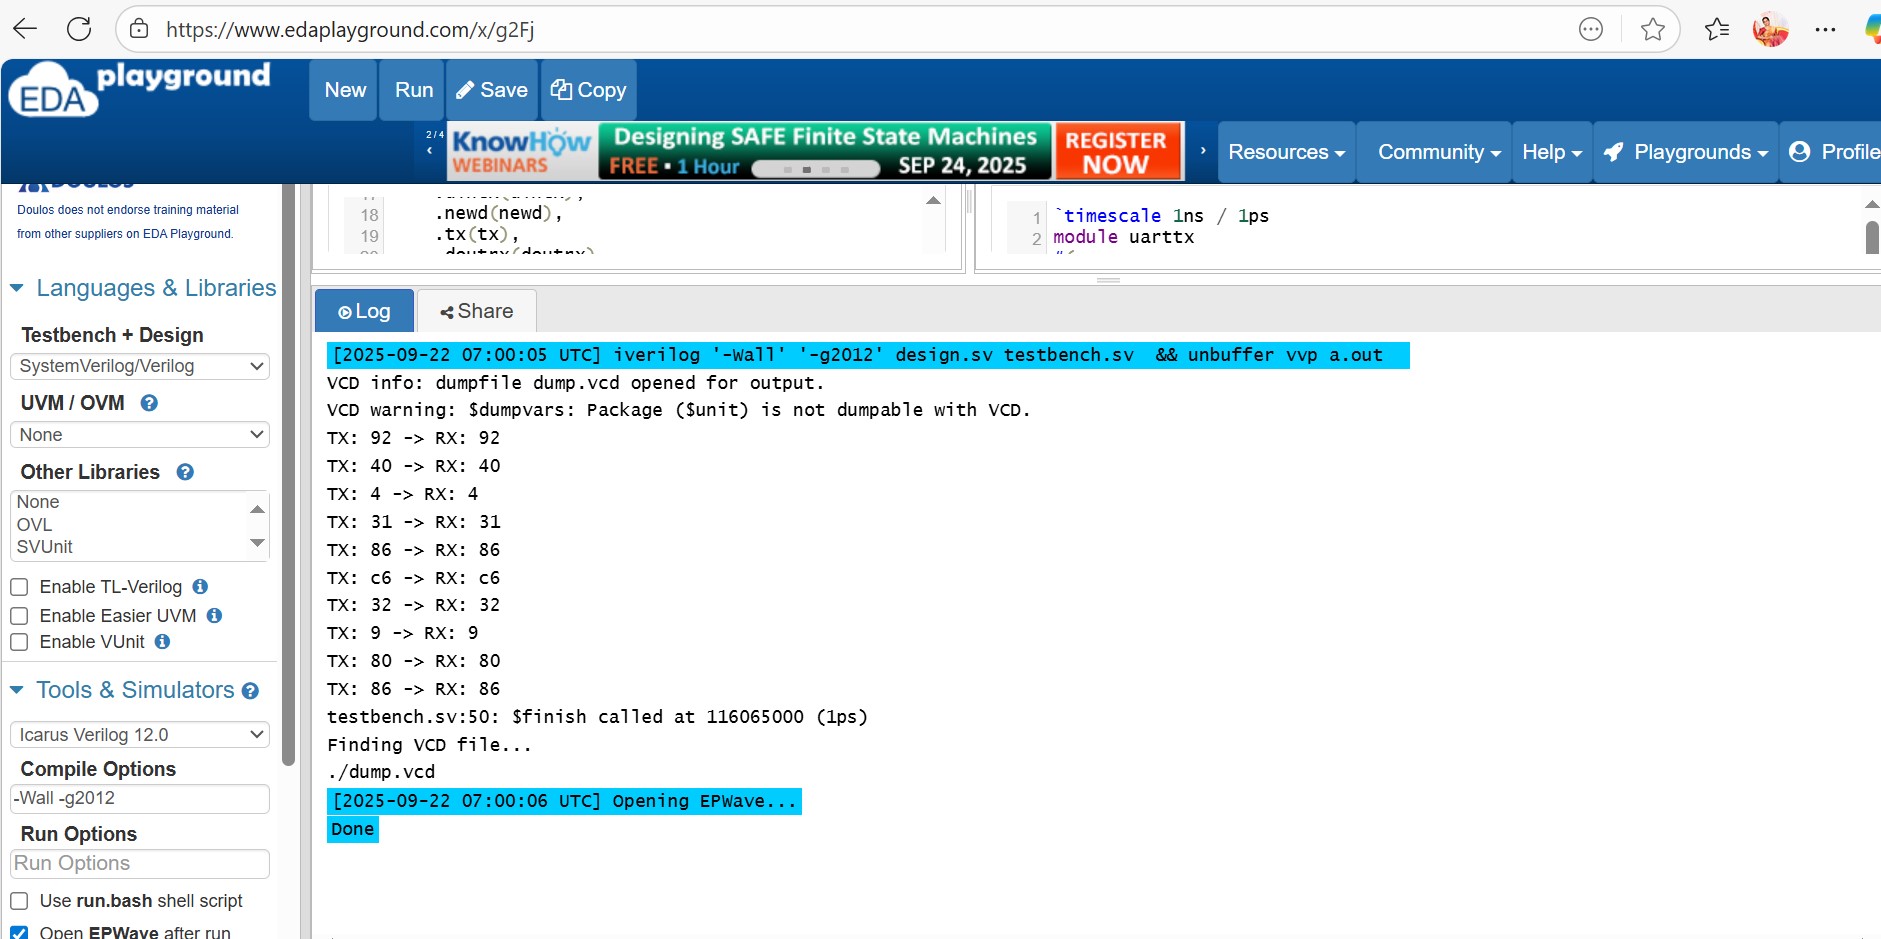 https://www.edaplayground.com/x/g2Fj
EDA playground
New Run Save Copy
2/4
KnowHow WEBINARS
Designing SAFE Finite State Machines
FREE • 1 Hour SEP 24, 2025
REGISTER NOW
Resources Community Help Playgrounds Profile
DOULOS
Doulos does not endorse training material
from other suppliers on EDA Playground.
Languages & Libraries
Testbench + Design
SystemVerilog/Verilog
UVM / OVM
None
Other Libraries
None
OVL
SVUnit
Enable TL-Verilog
Enable Easier UVM
Enable VUnit
Tools & Simulators
Icarus Verilog 12.0
Compile Options
-Wall -g2012
Run Options
Run Options
Use run.bash shell script
Open EPWave after run
18 .newd(newd),
19 .tx(tx),
.doutrx(doutrx)
1 `timescale 1ns / 1ps
2 module uarttx
Log Share
[2025-09-22 07:00:05 UTC] iverilog '-Wall' '-g2012' design.sv testbench.sv && unbuffer vvp a.out
VCD info: dumpfile dump.vcd opened for output.
VCD warning: $dumpvars: Package ($unit) is not dumpable with VCD.
TX: 92 -> RX: 92
TX: 40 -> RX: 40
TX: 4 -> RX: 4
TX: 31 -> RX: 31
TX: 86 -> RX: 86
TX: c6 -> RX: c6
TX: 32 -> RX: 32
TX: 9 -> RX: 9
TX: 80 -> RX: 80
TX: 86 -> RX: 86
testbench.sv:50: $finish called at 116065000 (1ps)
Finding VCD file...
./dump.vcd
[2025-09-22 07:00:06 UTC] Opening EPWave...
Done